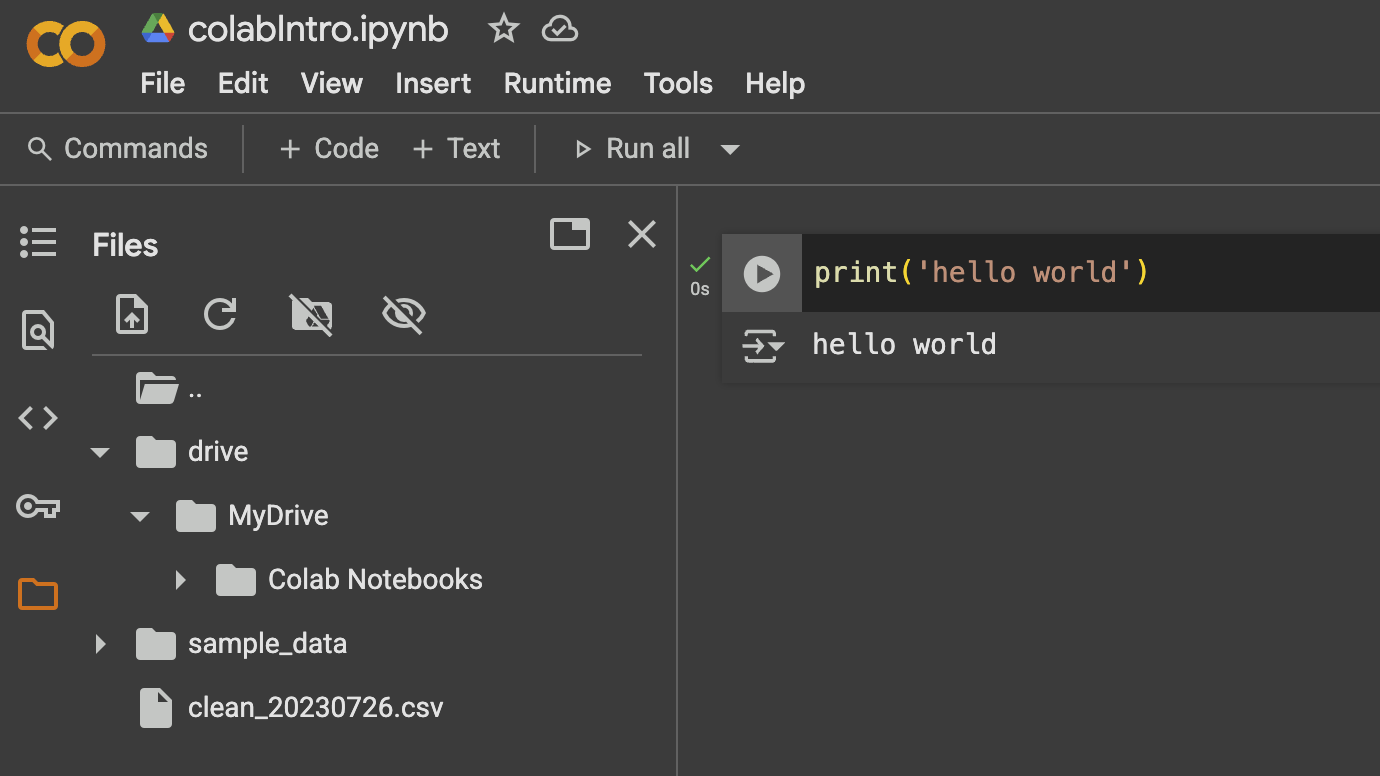 colabIntro.ipynb
File Edit View Insert Runtime Tools Help
Commands + Code + Text Run all
Files
..
drive
MyDrive
Colab Notebooks
sample_data
clean_20230726.csv
0s
print('hello world')
hello world